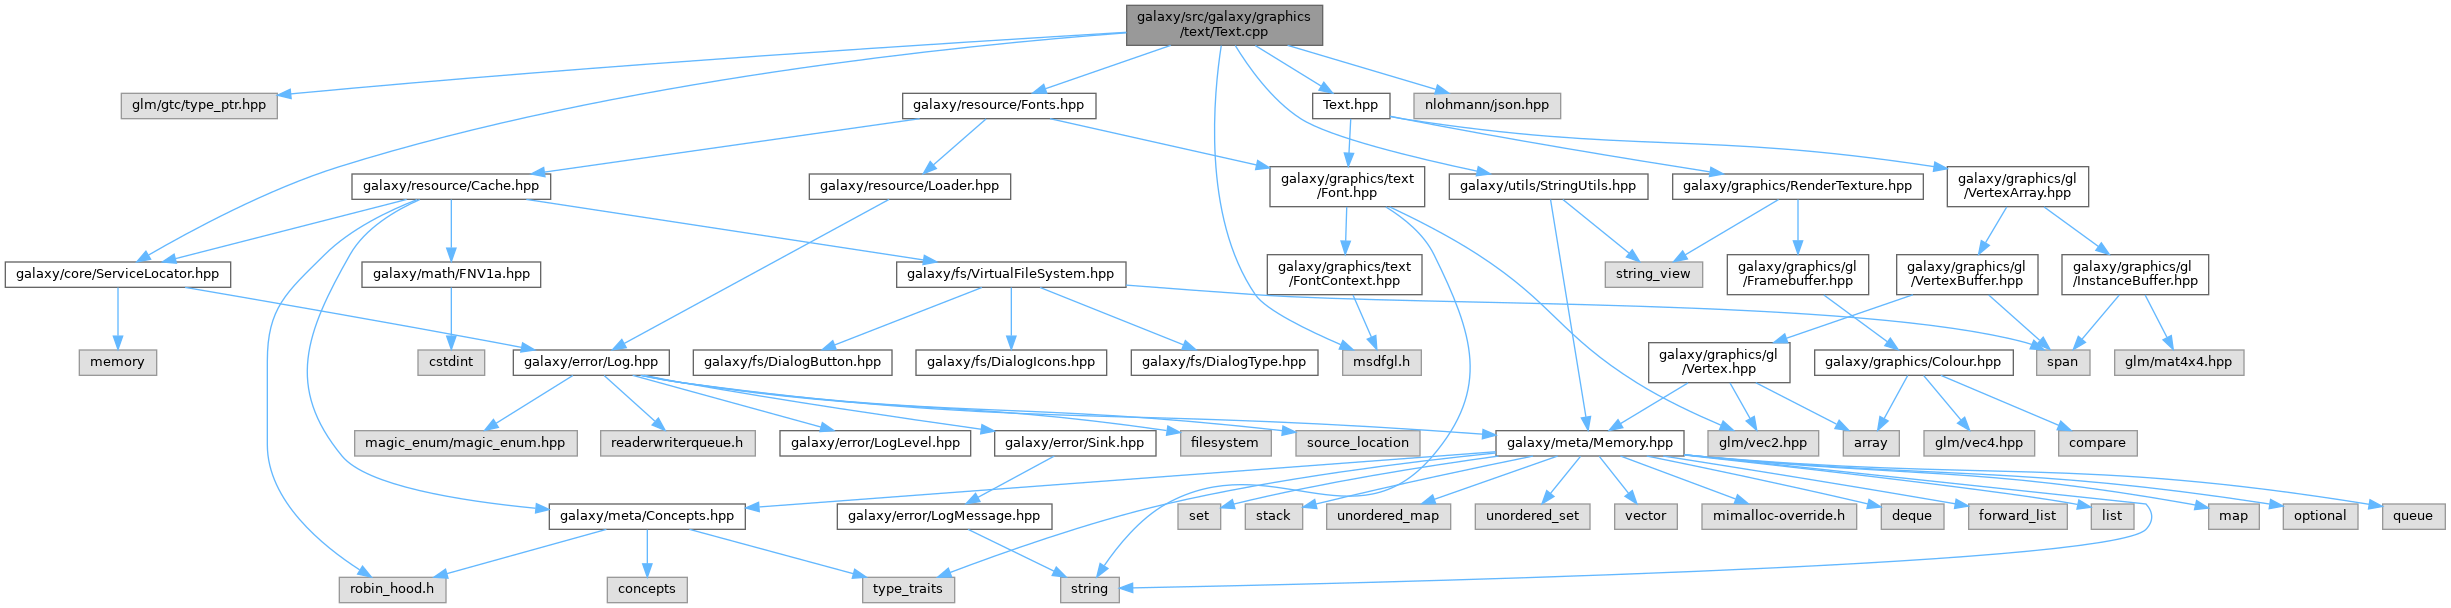 galaxy/src/galaxy/graphics
/text/Text.cpp
glm/gtc/type_ptr.hpp
galaxy/resource/Fonts.hpp
Text.hpp
nlohmann/json.hpp
galaxy/resource/Cache.hpp
galaxy/resource/Loader.hpp
galaxy/graphics/text
/Font.hpp
galaxy/utils/StringUtils.hpp
galaxy/graphics/RenderTexture.hpp
galaxy/graphics/gl
/VertexArray.hpp
galaxy/core/ServiceLocator.hpp
galaxy/math/FNV1a.hpp
galaxy/fs/VirtualFileSystem.hpp
galaxy/graphics/text
/FontContext.hpp
string_view
galaxy/graphics/gl
/Framebuffer.hpp
galaxy/graphics/gl
/VertexBuffer.hpp
galaxy/graphics/gl
/InstanceBuffer.hpp
memory
cstdint
galaxy/error/Log.hpp
galaxy/fs/DialogButton.hpp
galaxy/fs/DialogIcons.hpp
galaxy/fs/DialogType.hpp
msdfgl.h
galaxy/graphics/gl
/Vertex.hpp
galaxy/graphics/Colour.hpp
span
glm/mat4x4.hpp
magic_enum/magic_enum.hpp
readerwriterqueue.h
galaxy/error/LogLevel.hpp
galaxy/error/Sink.hpp
filesystem
source_location
galaxy/meta/Memory.hpp
glm/vec2.hpp
array
glm/vec4.hpp
compare
galaxy/meta/Concepts.hpp
galaxy/error/LogMessage.hpp
set
stack
unordered_map
unordered_set
vector
mimalloc-override.h
deque
forward_list
list
map
optional
queue
robin_hood.h
concepts
type_traits
string